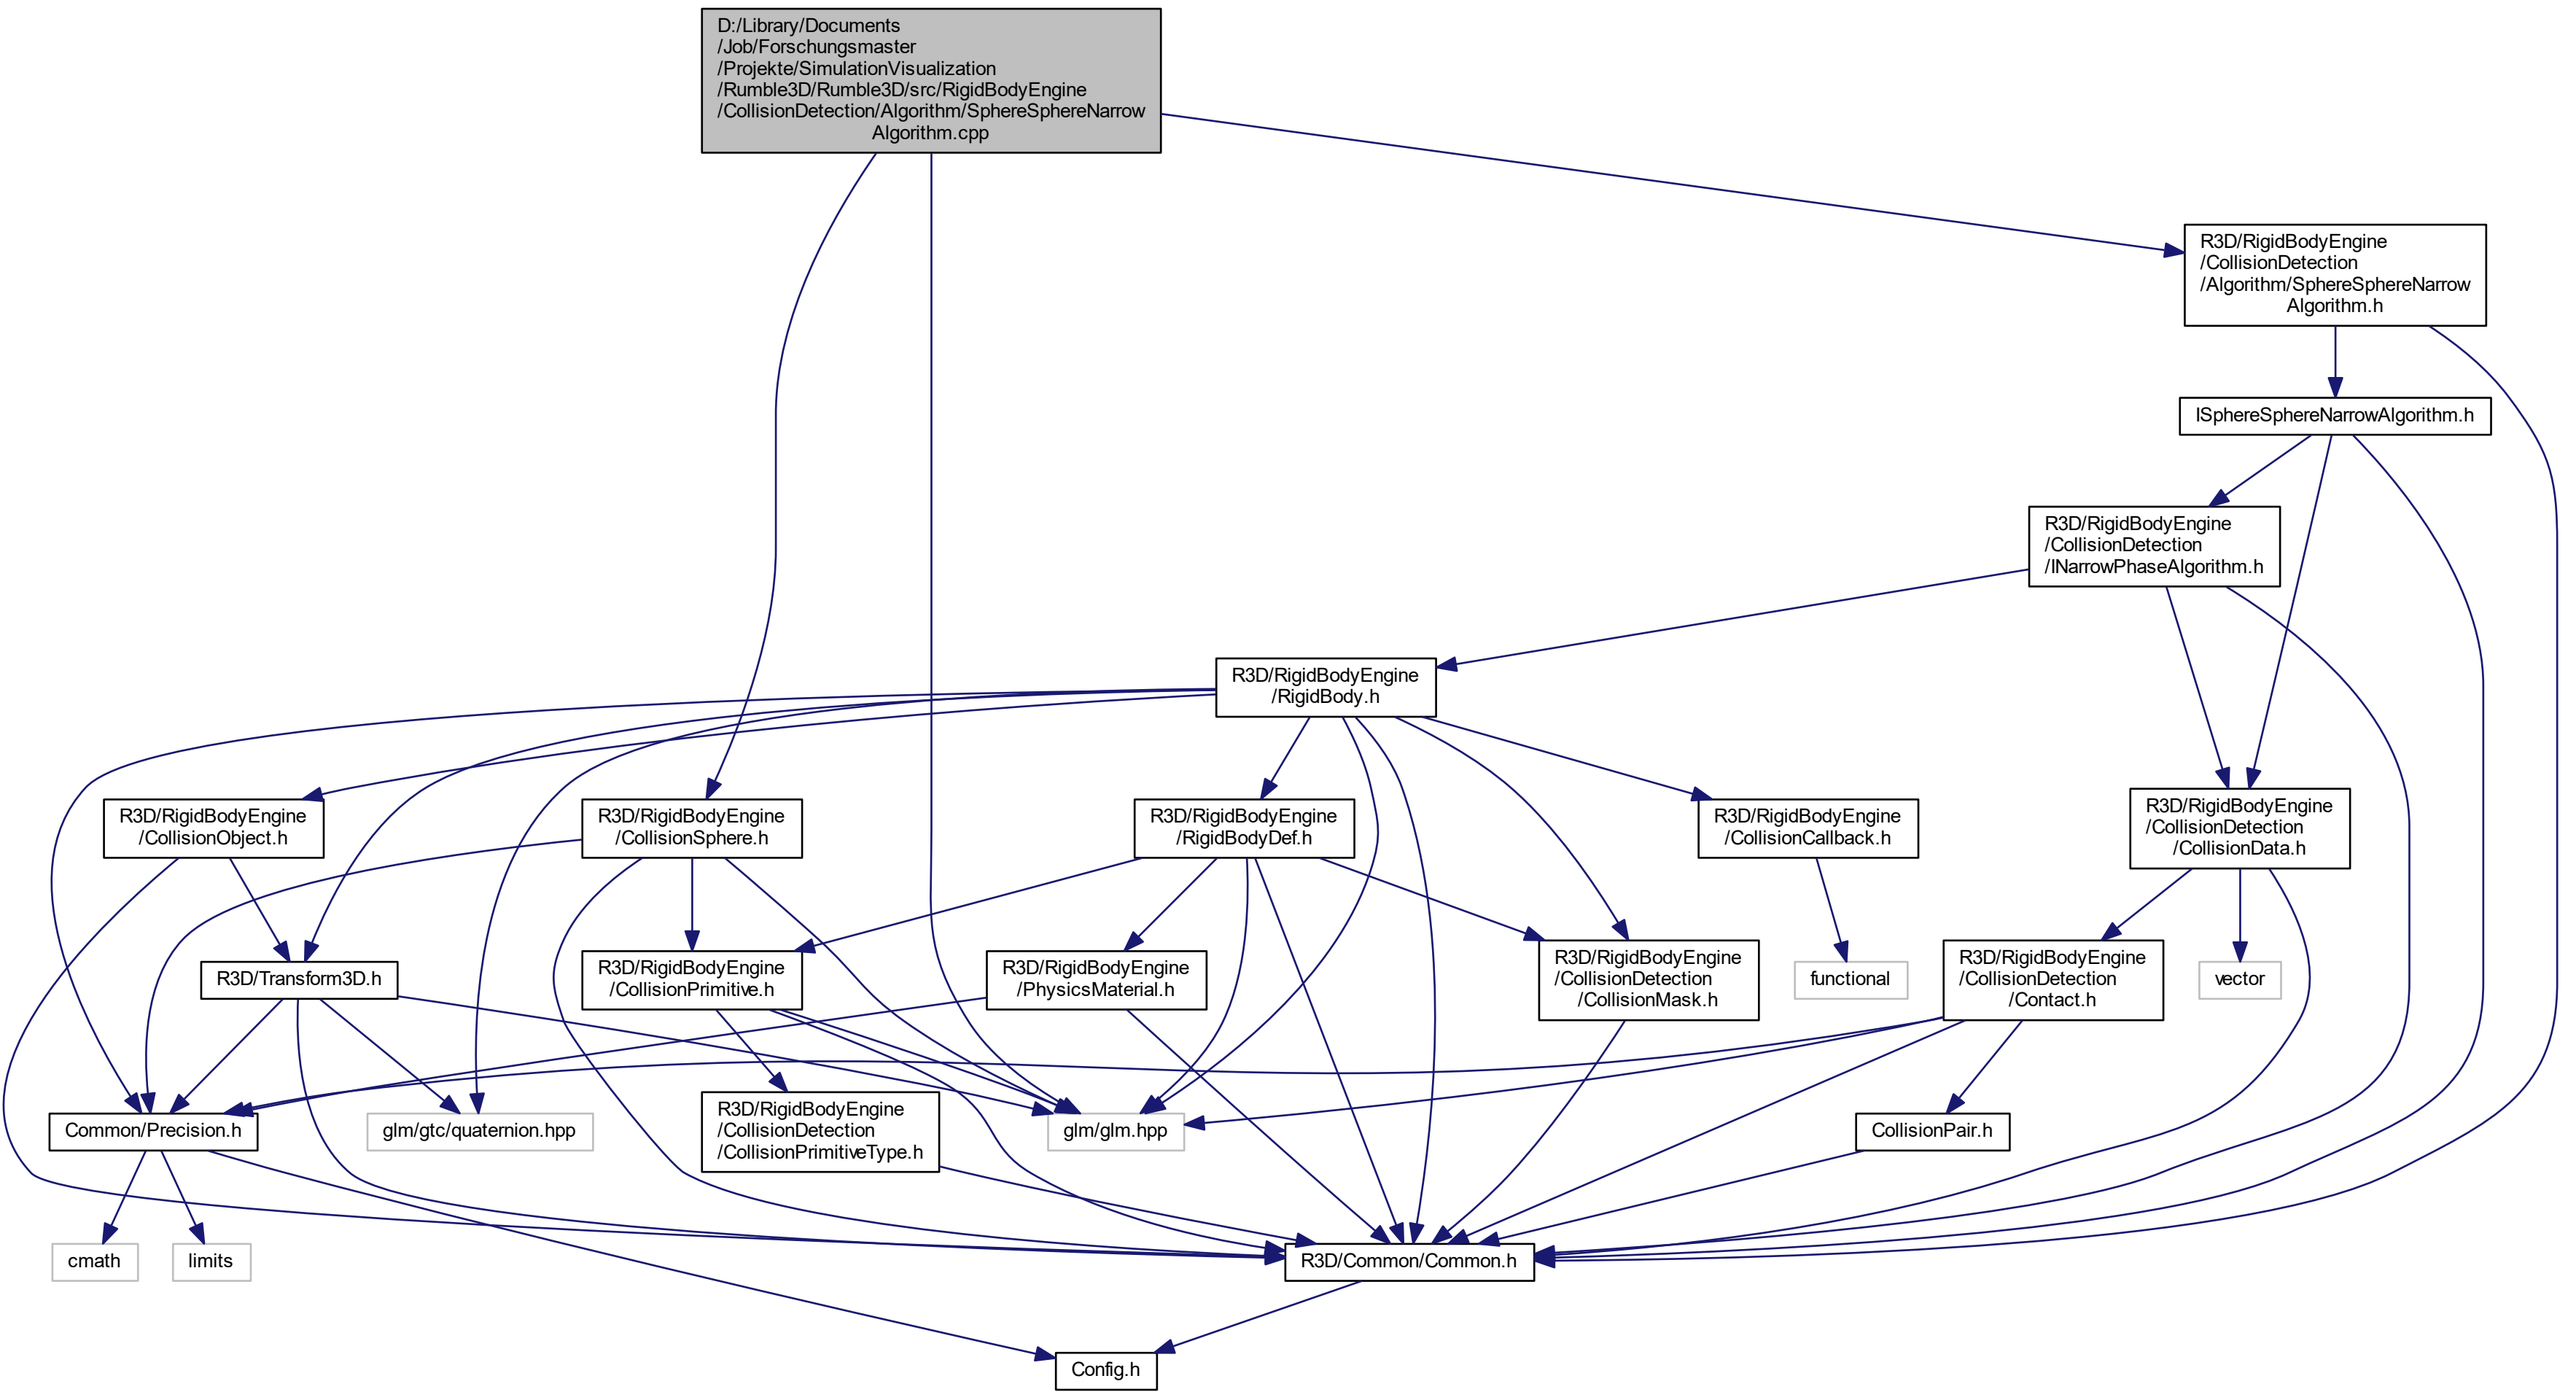 D:/Library/Documents
/Job/Forschungsmaster
/Projekte/SimulationVisualization
/Rumble3D/Rumble3D/src/RigidBodyEngine
/CollisionDetection/Algorithm/SphereSphereNarrow
Algorithm.cpp
R3D/RigidBodyEngine
/CollisionDetection
/Algorithm/SphereSphereNarrow
Algorithm.h
ISphereSphereNarrowAlgorithm.h
R3D/RigidBodyEngine
/CollisionDetection
/INarrowPhaseAlgorithm.h
R3D/RigidBodyEngine
/RigidBody.h
R3D/RigidBodyEngine
/CollisionObject.h
R3D/RigidBodyEngine
/CollisionSphere.h
R3D/RigidBodyEngine
/RigidBodyDef.h
R3D/RigidBodyEngine
/CollisionCallback.h
R3D/RigidBodyEngine
/CollisionDetection
/CollisionData.h
R3D/Transform3D.h
R3D/RigidBodyEngine
/CollisionPrimitive.h
R3D/RigidBodyEngine
/PhysicsMaterial.h
R3D/RigidBodyEngine
/CollisionDetection
/CollisionMask.h
functional
R3D/RigidBodyEngine
/CollisionDetection
/Contact.h
vector
Common/Precision.h
glm/gtc/quaternion.hpp
R3D/RigidBodyEngine
/CollisionDetection
/CollisionPrimitiveType.h
glm/glm.hpp
CollisionPair.h
cmath
limits
R3D/Common/Common.h
Config.h